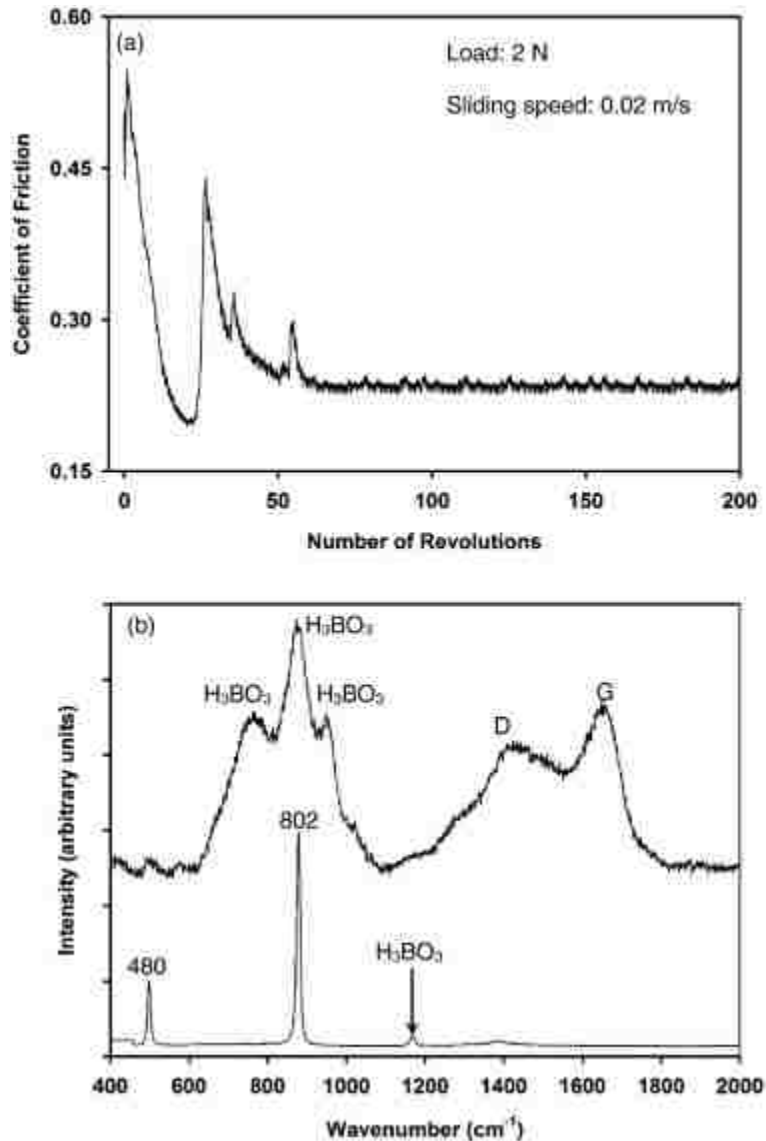 0.60
(a)
Load: 2 N
Sliding speed: 0.02 m/s
0.45
Coefficient of Friction
0.30
0.15
0 50 100 150 200
Number of Revolutions
(b)
H₃BO₃
H₃BO₃ H₃BO₃
D G
Intensity (arbitrary units)
802
480
H₃BO₃
400 600 800 1000 1200 1400 1600 1800 2000
Wavenumber (cm⁻¹)